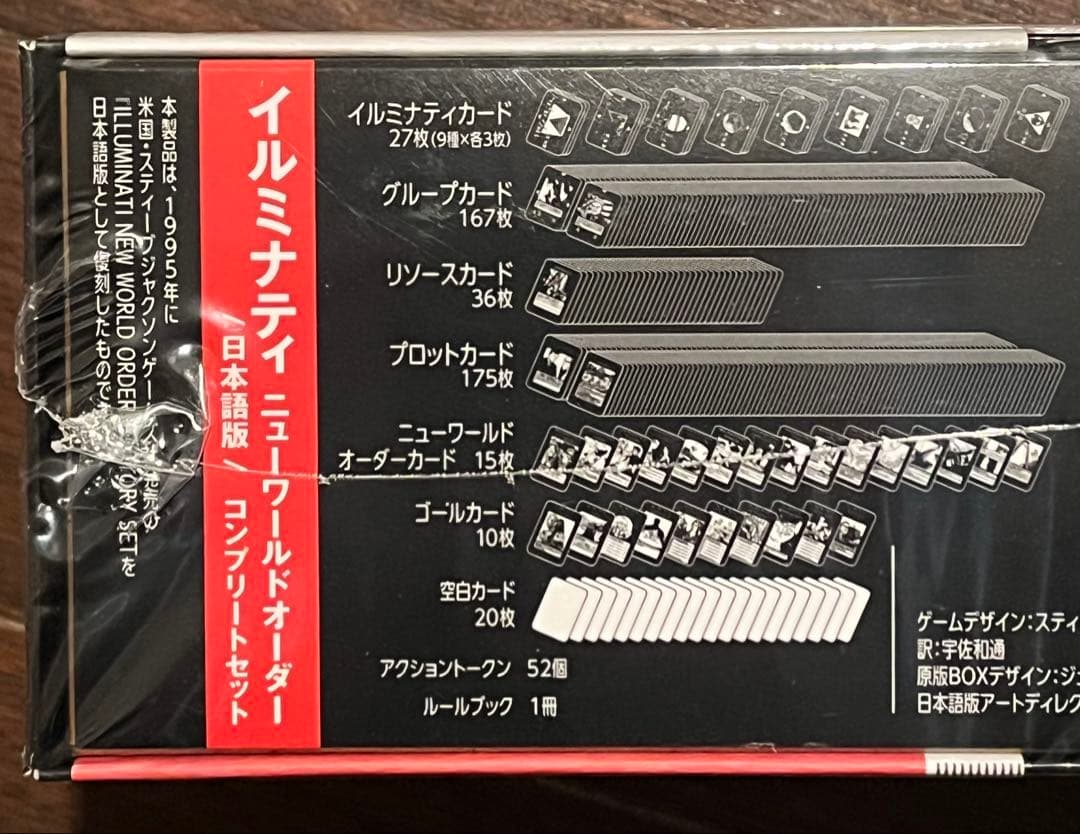 本製品は、1995年に
米国・スティーブジャクソンゲー 発売の
『ILLUMINATI NEW WORLD ORDER ORY SETを
日本語版として復刻したものです
イルミナティ ニューワールドオーダー
日本語版 / コンプリートセット
イルミナティカード
27枚(9種×各3枚)
グループカード
167枚
リソースカード
36枚
プロットカード
175枚
ニューワールド
オーダーカード 15枚
ゴールカード
10枚
空白カード
20枚
アクショントークン 52個
ルールブック 1冊
ゲームデザイン:スティ
訳:宇佐和通
原版BOXデザイン:ジ
日本語版アートディレク